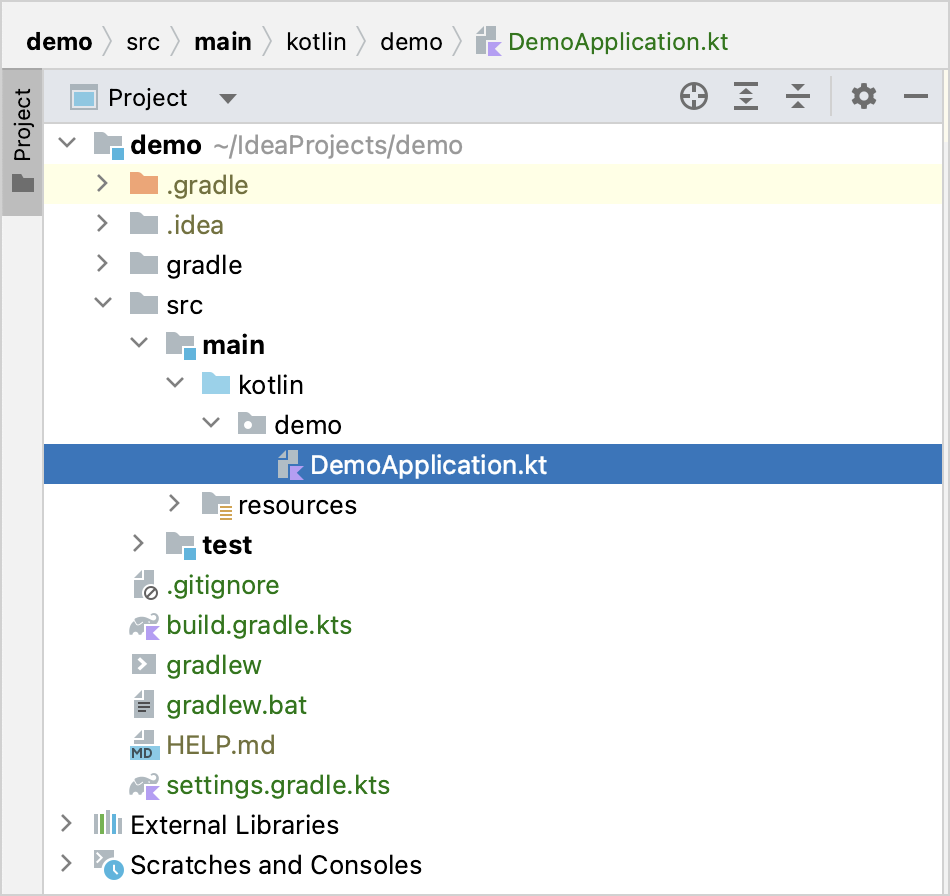 demo src main kotlin demo DemoApplication.kt
Project
Project
demo ~/IdeaProjects/demo
.gradle
.idea
gradle
src
main
kotlin
demo
DemoApplication.kt
resources
test
.gitignore
build.gradle.kts
gradlew
gradlew.bat
MD HELP.md
settings.gradle.kts
External Libraries
Scratches and Consoles